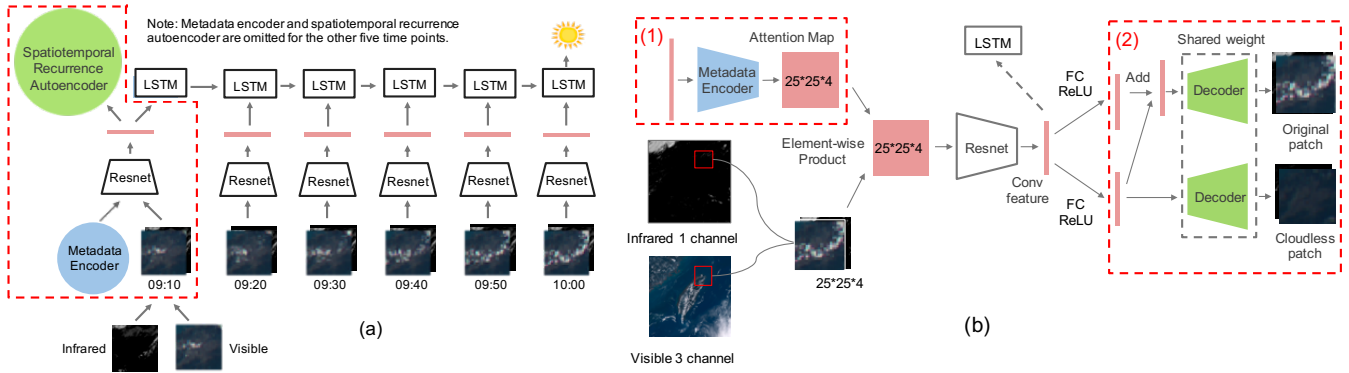 Note: Metadata encoder and spatiotemporal recurrence
autoencoder are omitted for the other five time points.
Spatiotemporal
Recurrence
Autoencoder
LSTM
LSTM
LSTM
LSTM
LSTM
LSTM
Resnet
Resnet
Resnet
Resnet
Resnet
Resnet
Metadata
Encoder
09:10
09:20
09:30
09:40
09:50
10:00
Infrared
Visible
(a)
(1)
Attention Map
Metadata
Encoder
25*25*4
Element-wise
Product
25*25*4
Infrared 1 channel
25*25*4
Visible 3 channel
LSTM
Resnet
Conv
feature
FC
ReLU
FC
ReLU
(2)
Shared weight
Add
Decoder
Original
patch
Decoder
Cloudless
patch
(b)